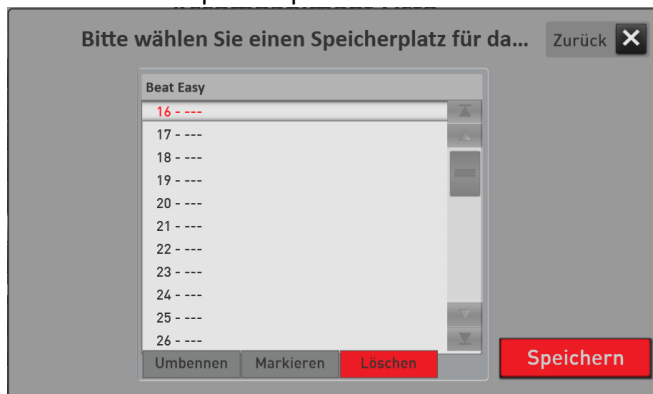 Bitte wählen Sie einen Speicherplatz für da...
Zurück
Beat Easy
16 - ---
17 - ---
18 - ---
19 - ---
20 - ---
21 - ---
22 - ---
23 - ---
24 - ---
25 - ---
26 - ---
Umbennen Markieren Löschen
Speichern